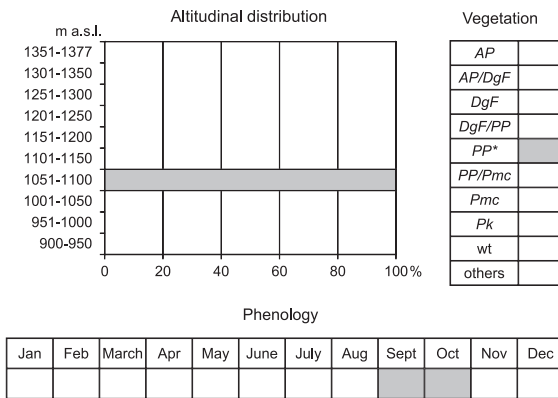 Altitudinal distribution
m a.s.l.
1351-1377
1301-1350
1251-1300
1201-1250
1151-1200
1101-1150
1051-1100
1001-1050
951-1000
900-950
0 20 40 60 80 100%
Vegetation
AP
AP/DgF
DgF
DgF/PP
PP*
PP/Pmc
Pmc
Pk
wt
others
Phenology
Jan Feb March Apr May June July Aug Sept Oct Nov Dec